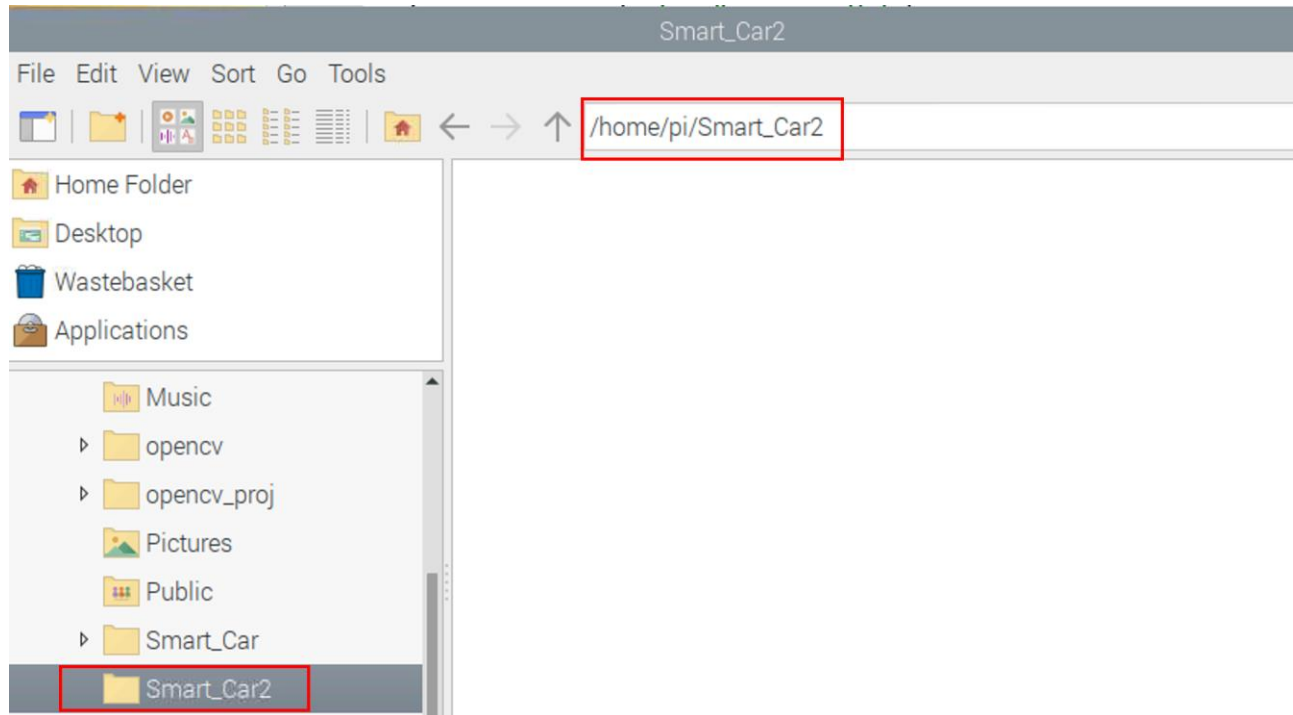 Smart_Car2
File Edit View Sort Go Tools
/home/pi/Smart_Car2
Home Folder
Desktop
Wastebasket
Applications
Music
opencv
opencv_proj
Pictures
Public
Smart_Car
Smart_Car2